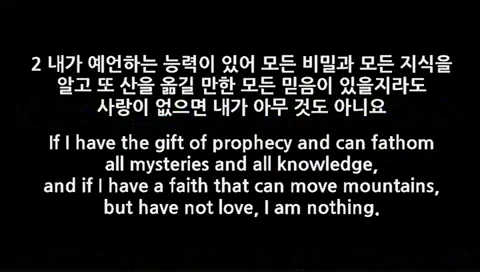 2 내가 예언하는 능력이 있어 모든 비밀과 모든 지식을
알고 또 산을 옮길 만한 모든 믿음이 있을지라도
사랑이 없으면 내가 아무 것도 아니요
If I have the gift of prophecy and can fathom
all mysteries and all knowledge,
and if I have a faith that can move mountains,
but have not love, I am nothing.